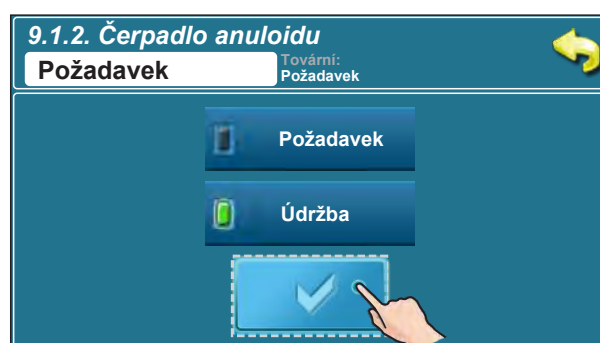 9.1.2. Čerpadlo anuloidu
Požadavek
Tovární:
Požadavek
Požadavek
Údržba